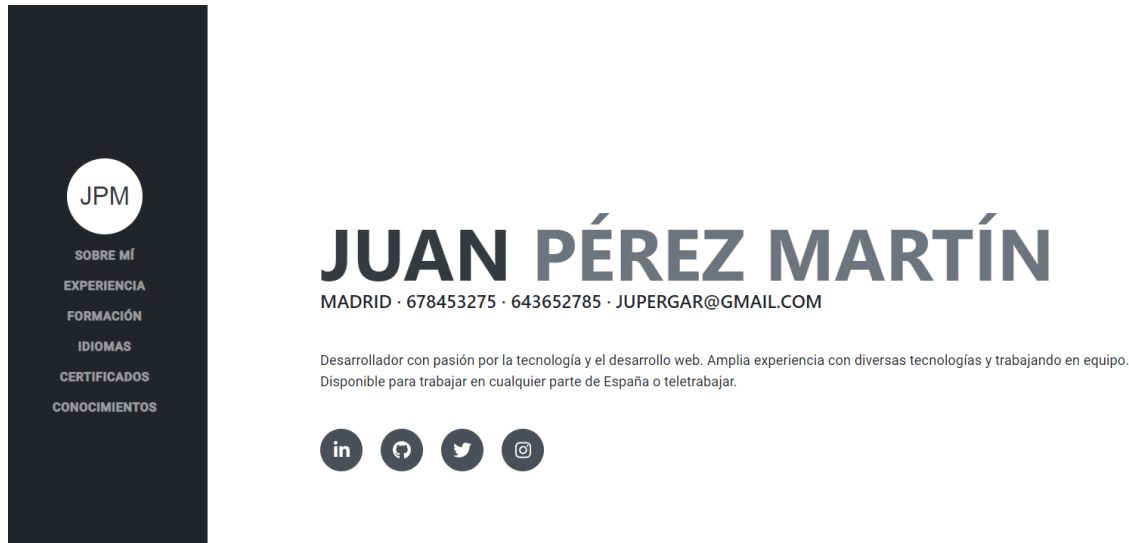 JPM
SOBRE MÍ
EXPERIENCIA
FORMACIÓN
IDIOMAS
CERTIFICADOS
CONOCIMIENTOS
JUAN PÉREZ MARTÍN
MADRID · 678453275 · 643652785 · JUPERGAR@GMAIL.COM
Desarrollador con pasión por la tecnología y el desarrollo web. Amplia experiencia con diversas tecnologías y trabajando en equipo.
Disponible para trabajar en cualquier parte de España o teletrabajar.
in